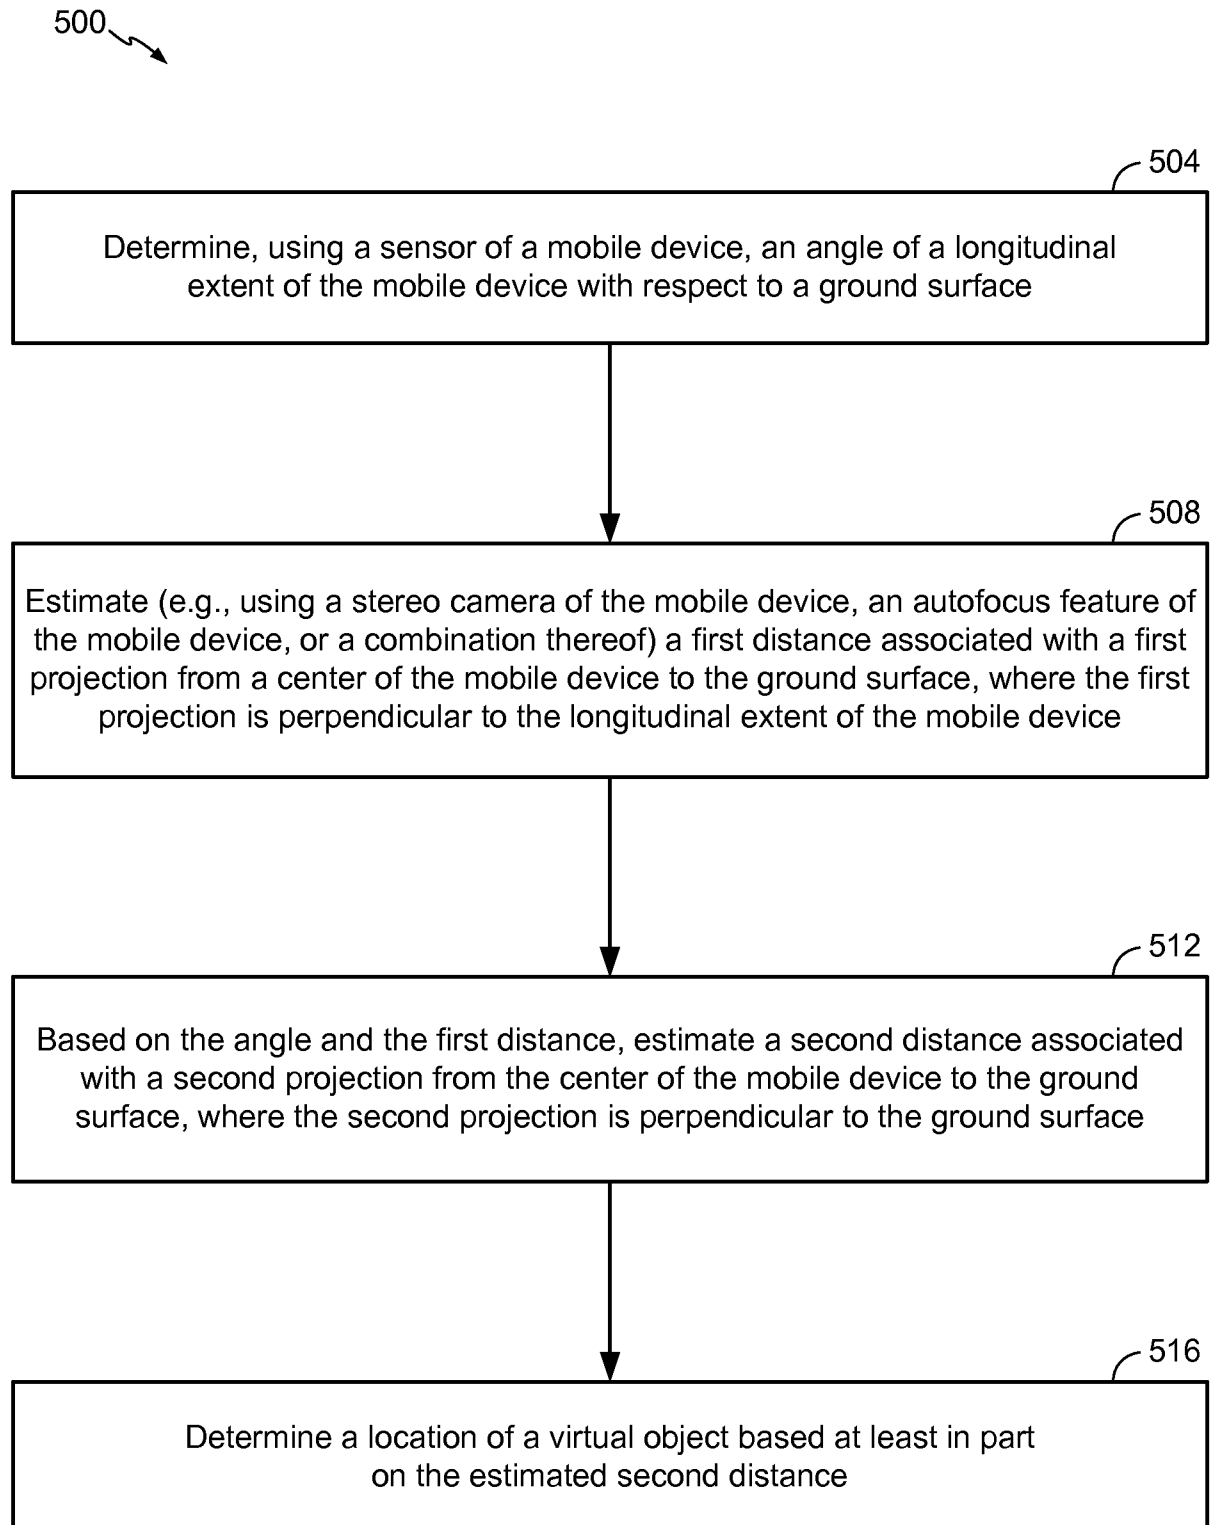 500
504
Determine, using a sensor of a mobile device, an angle of a longitudinal
extent of the mobile device with respect to a ground surface
508
Estimate (e.g., using a stereo camera of the mobile device, an autofocus feature of
the mobile device, or a combination thereof) a first distance associated with a first
projection from a center of the mobile device to the ground surface, where the first
projection is perpendicular to the longitudinal extent of the mobile device
512
Based on the angle and the first distance, estimate a second distance associated
with a second projection from the center of the mobile device to the ground
surface, where the second projection is perpendicular to the ground surface
516
Determine a location of a virtual object based at least in part
on the estimated second distance